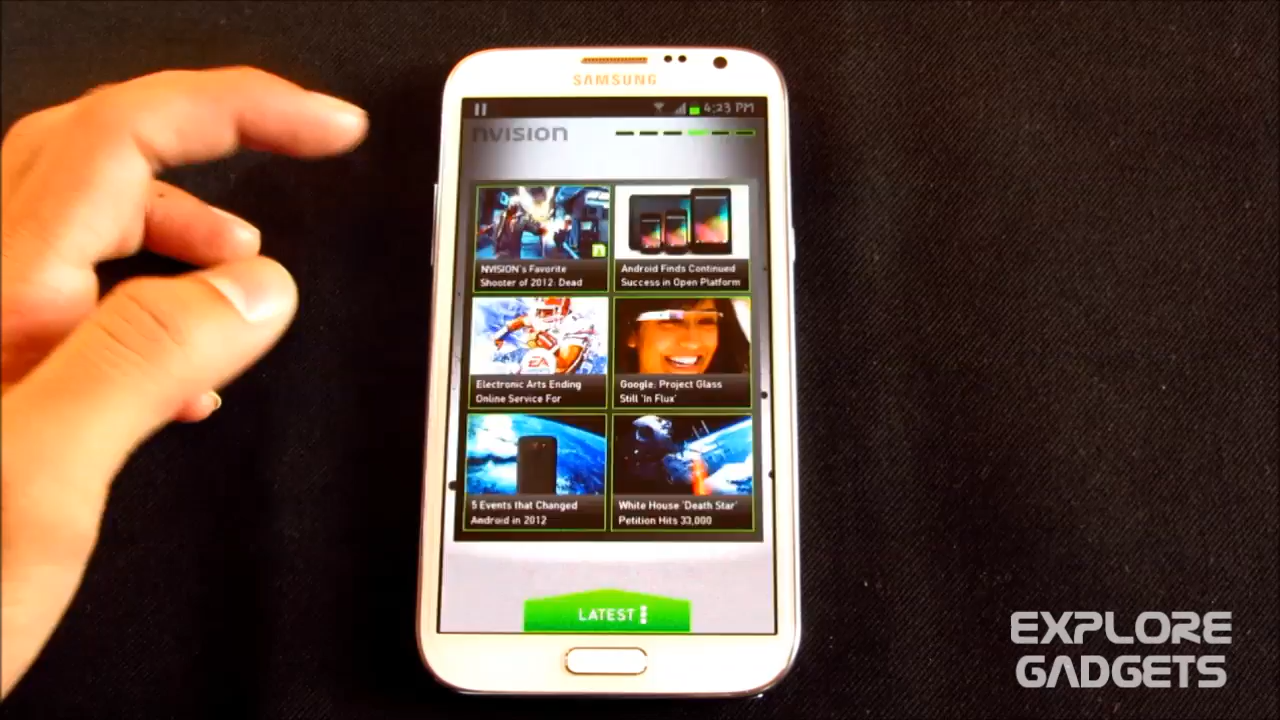 SAMSUNG
4:23 PM
nvision
NVISION's Favorite
Shooter of 2012: Dead
Android Finds Continued
Success in Open Platform
EA
Electronic Arts Ending
Online Service For
Google: Project Glass
Still 'In Flux'
5 Events that Changed
Android in 2012
White House 'Death Star'
Petition Hits 33,000
LATEST
EXPLORE
GADGETS